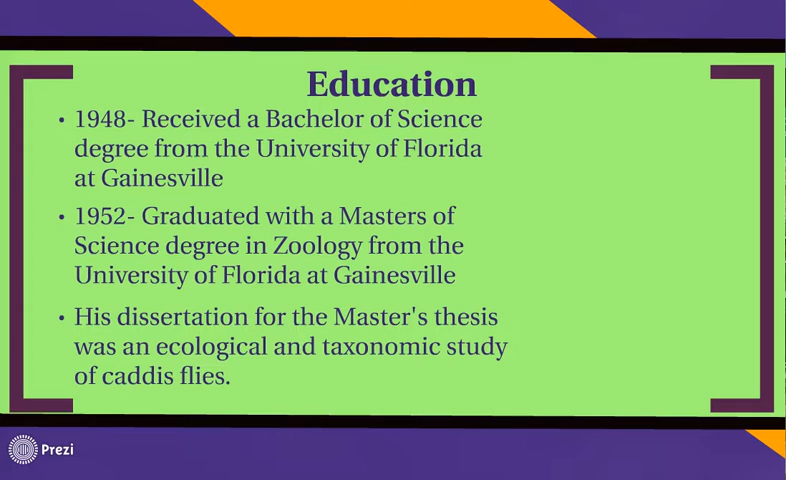 Education
• 1948- Received a Bachelor of Science
degree from the University of Florida
at Gainesville
• 1952- Graduated with a Masters of
Science degree in Zoology from the
University of Florida at Gainesville
• His dissertation for the Master's thesis
was an ecological and taxonomic study
of caddis flies.
Prezi